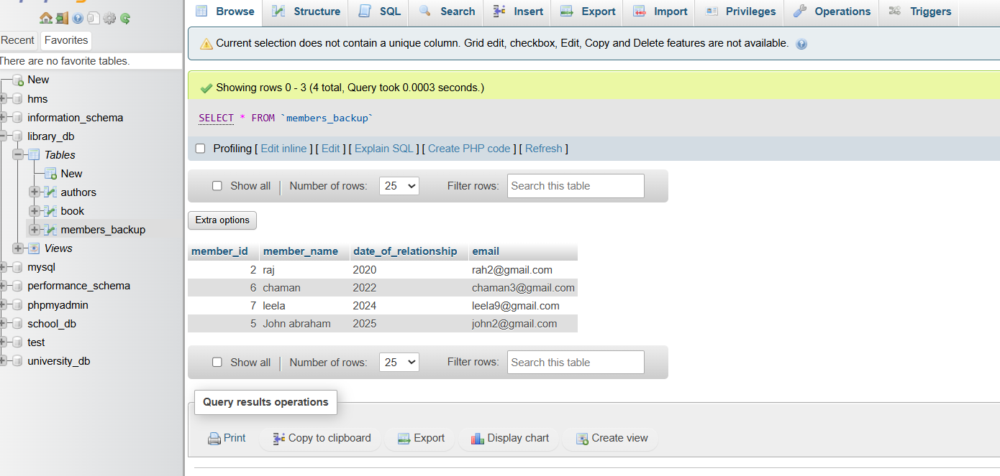 Browse Structure SQL Search Insert Export Import Privileges Operations Triggers
Recent Favorites
There are no favorite tables.
New
hms
information_schema
library_db
Tables
New
authors
book
members_backup
Views
mysql
performance_schema
phpmyadmin
school_db
test
university_db
Current selection does not contain a unique column. Grid edit, checkbox, Edit, Copy and Delete features are not available.
Showing rows 0 - 3 (4 total, Query took 0.0003 seconds.)
SELECT * FROM `members_backup`
Profiling [ Edit inline ] [ Edit ] [ Explain SQL ] [ Create PHP code ] [ Refresh ]
Show all Number of rows: 25 Filter rows: Search this table
Extra options
member_id member_name date_of_relationship email
2 raj 2020 rah2@gmail.com
6 chaman 2022 chaman3@gmail.com
7 leela 2024 leela9@gmail.com
5 John abraham 2025 john2@gmail.com
Show all Number of rows: 25 Filter rows: Search this table
Query results operations
Print Copy to clipboard Export Display chart Create view